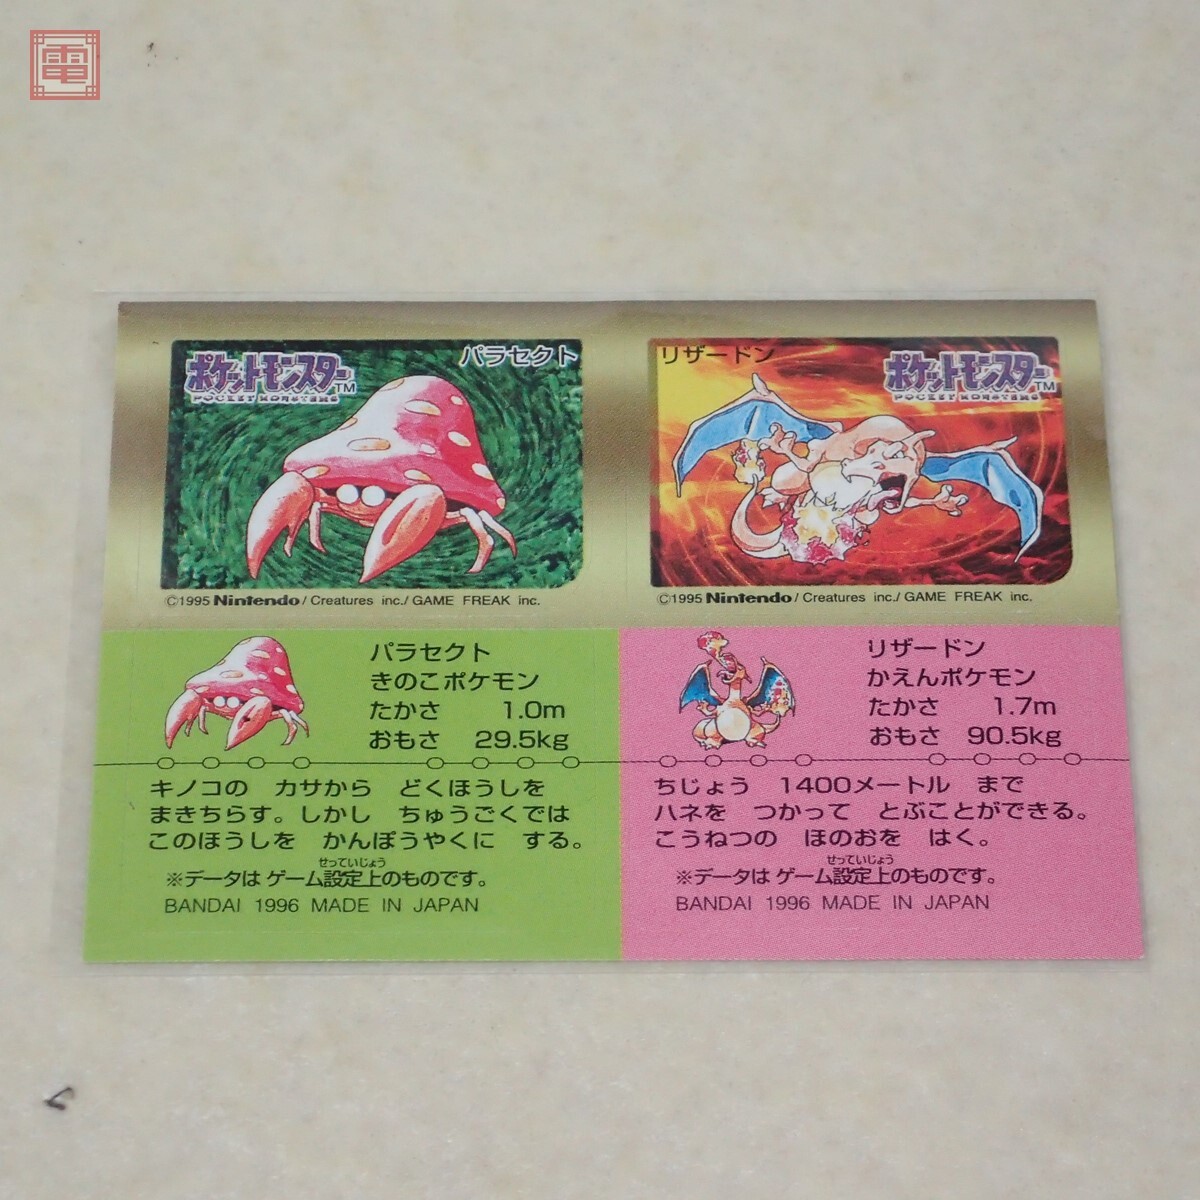 電
ポケットモンスター™
POCKET MONSTERS
パラセクト
©1995 Nintendo / Creatures inc./ GAME FREAK inc.
リザードン
ポケットモンスター™
POCKET MONSTERS
©1995 Nintendo / Creatures inc./ GAME FREAK inc.
パラセクト
きのこポケモン
たかさ 1.0m
おもさ 29.5kg
キノコの カサから どくほうしを
まきちらす。しかし ちゅうごくでは
このほうしを かんぽうやくに する。
せっていじょう
※データは ゲーム設定上のものです。
BANDAI 1996 MADE IN JAPAN
リザードン
かえんポケモン
たかさ 1.7m
おもさ 90.5kg
ちじょう 1400メートル まで
ハネを つかって とぶことができる。
こうねつの ほのおを はく。
せっていじょう
※データは ゲーム設定上のものです。
BANDAI 1996 MADE IN JAPAN